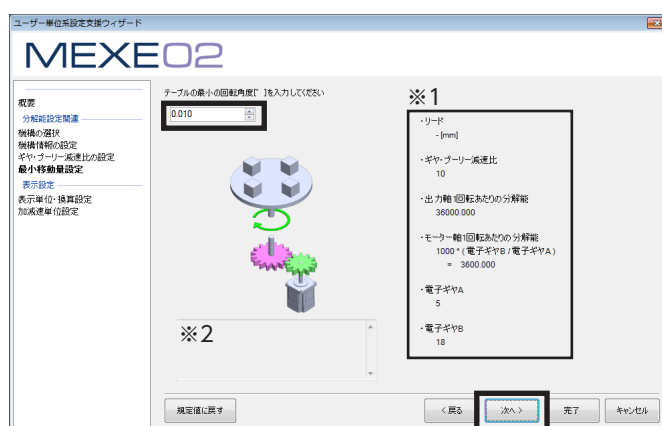 ユーザー単位系設定支援ウィザード
MEXE02
概要
分解能設定関連
機構の選択
機構情報の設定
ギヤ・プーリー減速比の設定
最小移動量設定
表示設定
表示単位・換算設定
加減速単位設定
テーブルの最小の回転角度[ﾟ]を入力してください
0.010
※1
・リード
- [mm]
・ギヤ・プーリー減速比
10
・出力軸1回転あたりの分解能
36000.000
・モーター軸1回転あたりの分解能
1000 * ( 電子ギヤB / 電子ギヤA )
= 3600.000
・電子ギヤA
5
・電子ギヤB
18
※2
規定値に戻す
< 戻る
次へ >
完了
キャンセル